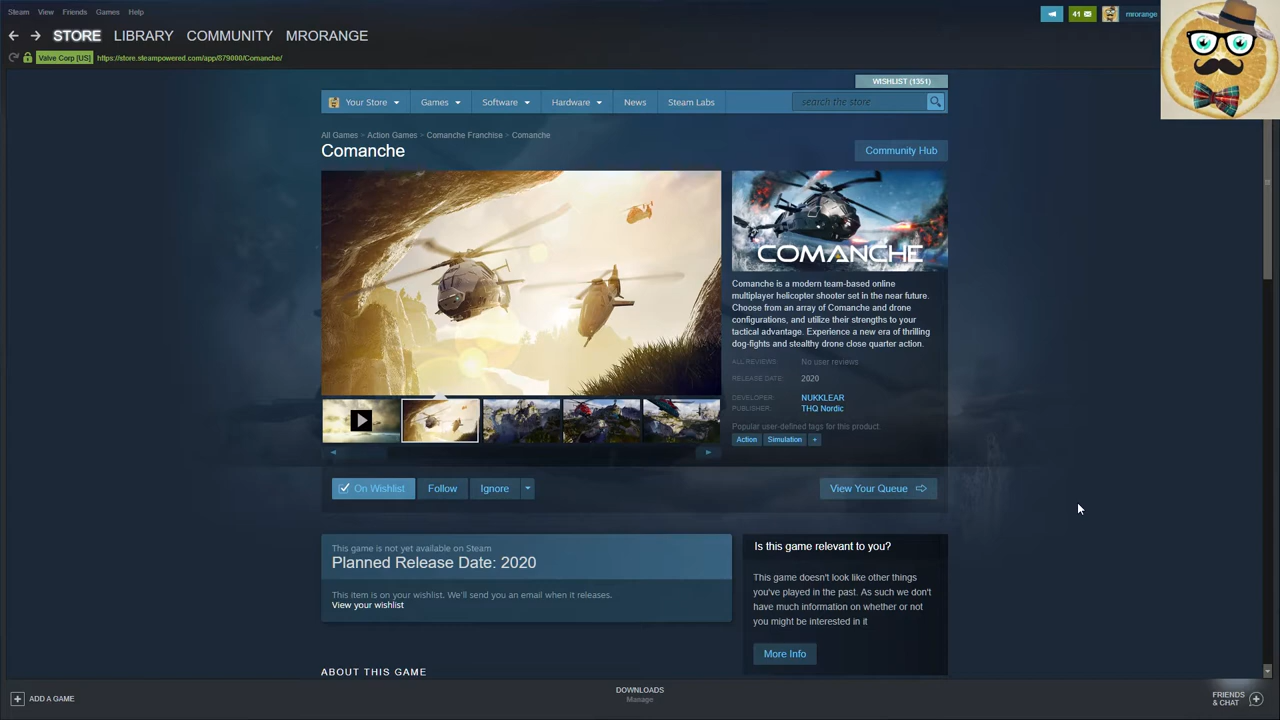 Steam View Friends Games Help
41
mrorange
STORE LIBRARY COMMUNITY MRORANGE
Valve Corp [US] https://store.steampowered.com/app/879000/Comanche/
WISHLIST (1351)
Your Store Games Software Hardware News Steam Labs search the store
All Games > Action Games > Comanche Franchise > Comanche
Comanche
Community Hub
COMANCHE
Comanche is a modern team-based online
multiplayer helicopter shooter set in the near future.
Choose from an array of Comanche and drone
configurations, and utilize their strengths to your
tactical advantage. Experience a new era of thrilling
dog-fights and stealthy drone close quarter action.
ALL REVIEWS: No user reviews
RELEASE DATE: 2020
DEVELOPER: NUKKLEAR
PUBLISHER: THQ Nordic
Popular user-defined tags for this product:
Action Simulation +
On Wishlist Follow Ignore View Your Queue
This game is not yet available on Steam
Planned Release Date: 2020
This item is on your wishlist. We'll send you an email when it releases.
View your wishlist
Is this game relevant to you?
This game doesn't look like other things
you've played in the past. As such we don't
have much information on whether or not
you might be interested in it
More Info
ABOUT THIS GAME
ADD A GAME
DOWNLOADS
Manage
FRIENDS
& CHAT